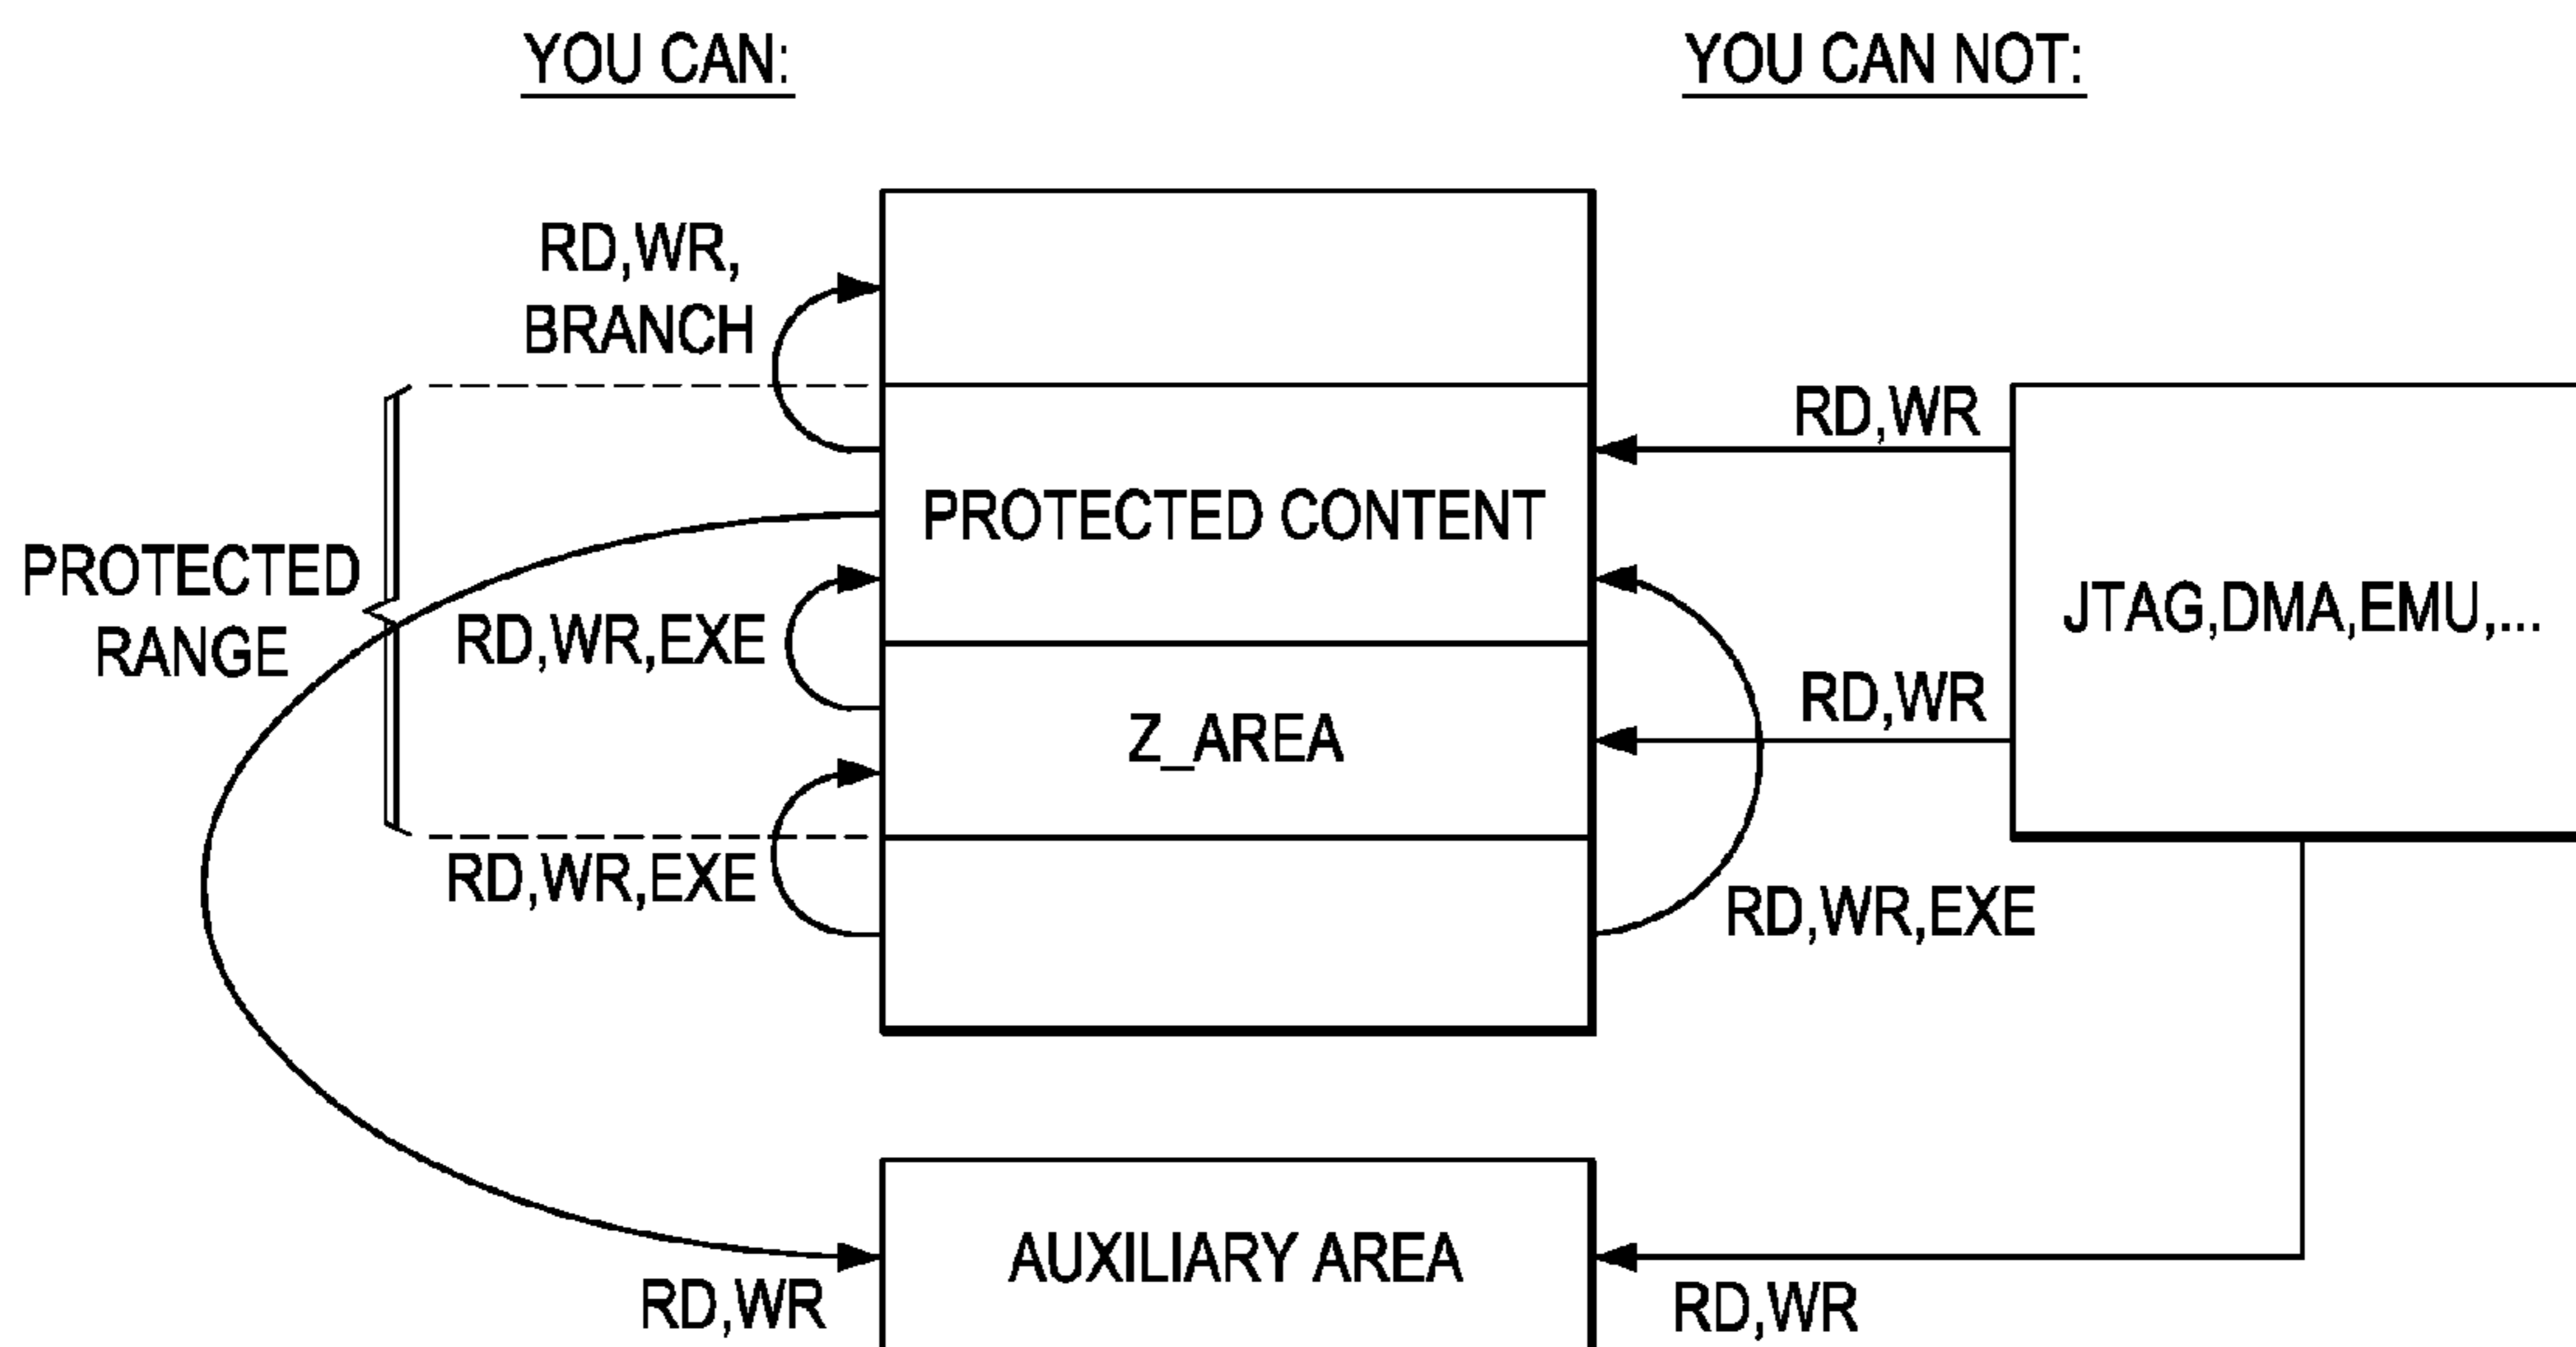 YOU CAN:
YOU CAN NOT:
RD,WR,
BRANCH
RD,WR
PROTECTED CONTENT
PROTECTED
RANGE
RD,WR,EXE
JTAG,DMA,EMU,...
RD,WR
Z_AREA
RD,WR,EXE
RD,WR,EXE
AUXILIARY AREA
RD,WR
RD,WR